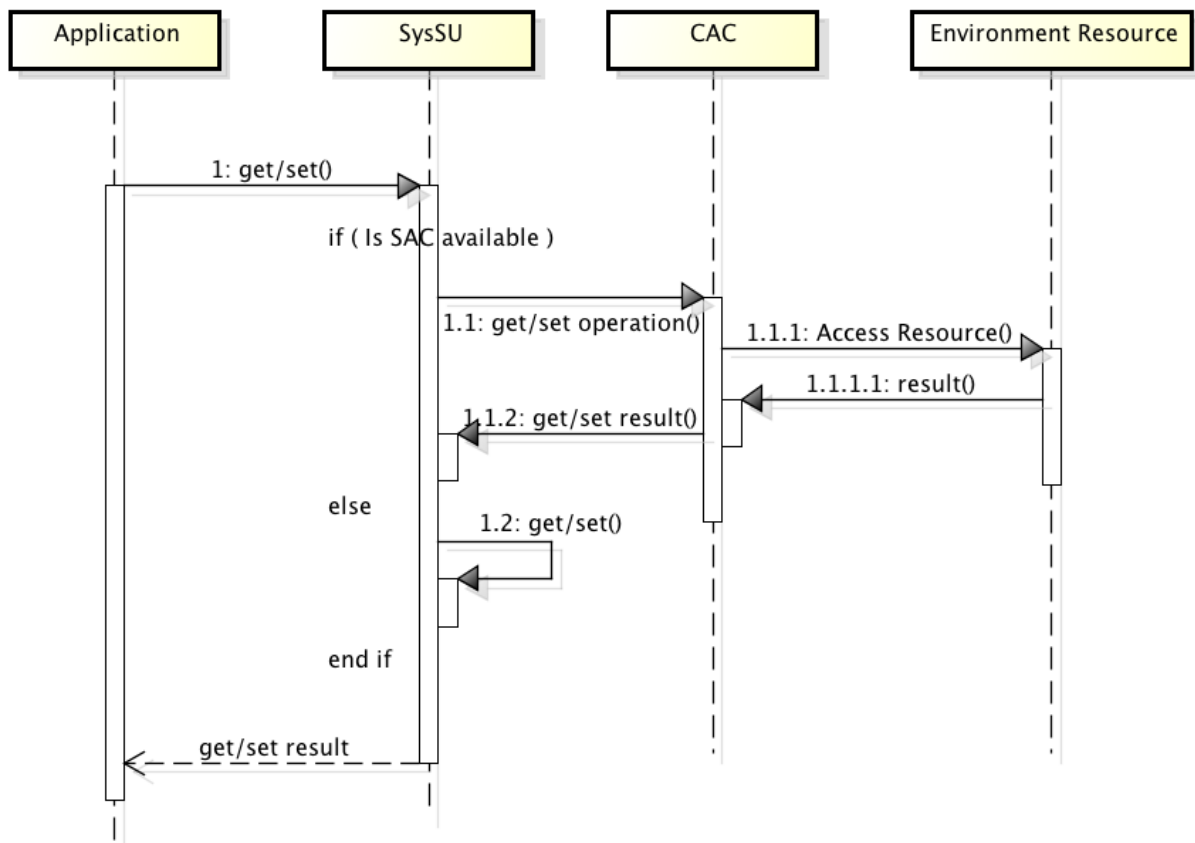 Application
SysSU
CAC
Environment Resource
1: get/set()
if ( Is SAC available )
1.1: get/set operation()
1.1.1: Access Resource()
1.1.1.1: result()
1.1.2: get/set result()
else
1.2: get/set()
end if
get/set result